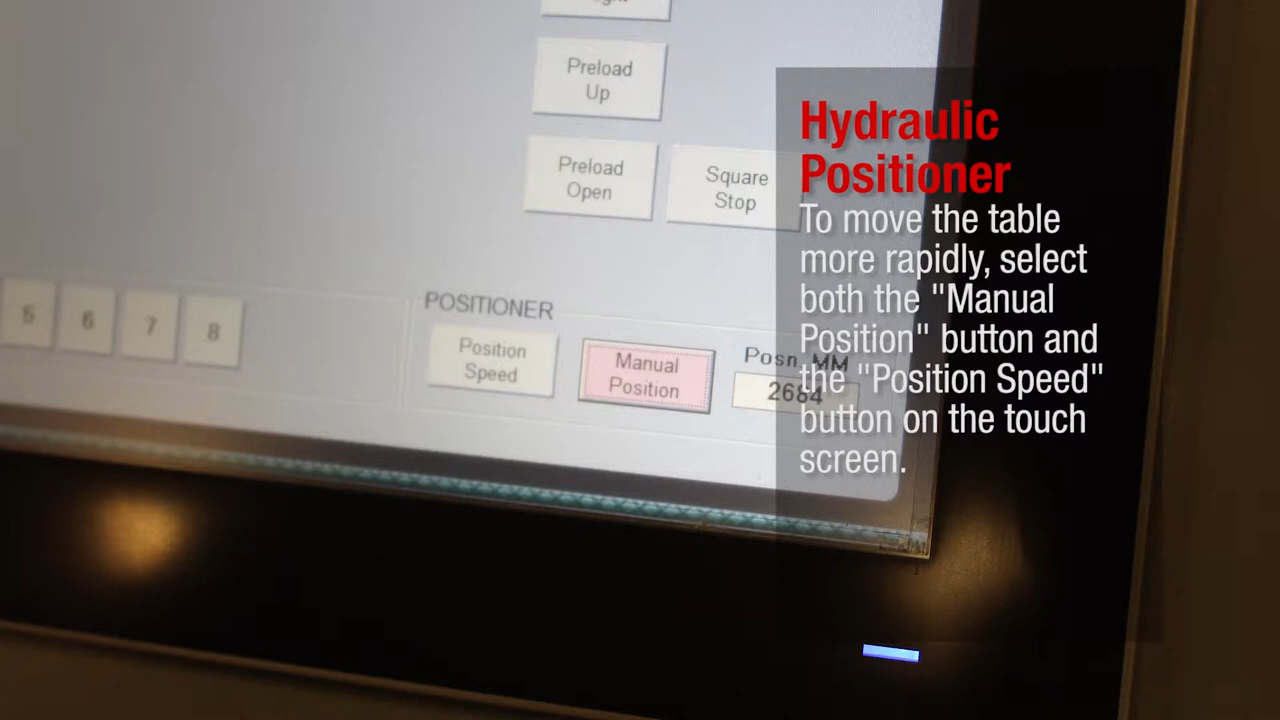 Preload
Up
Preload
Open
Square
Stop
5 6 7 8
POSITIONER
Position
Speed
Manual
Position
Posn. MM
2684
Hydraulic
Positioner
To move the table
more rapidly, select
both the "Manual
Position" button and
the "Position Speed"
button on the touch
screen.